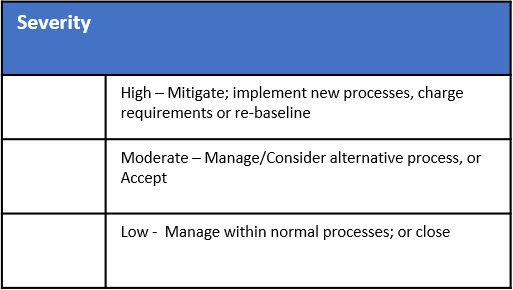 Severity
High – Mitigate; implement new processes, charge
requirements or re-baseline
Moderate – Manage/Consider alternative process, or
Accept
Low -  Manage within normal processes; or close